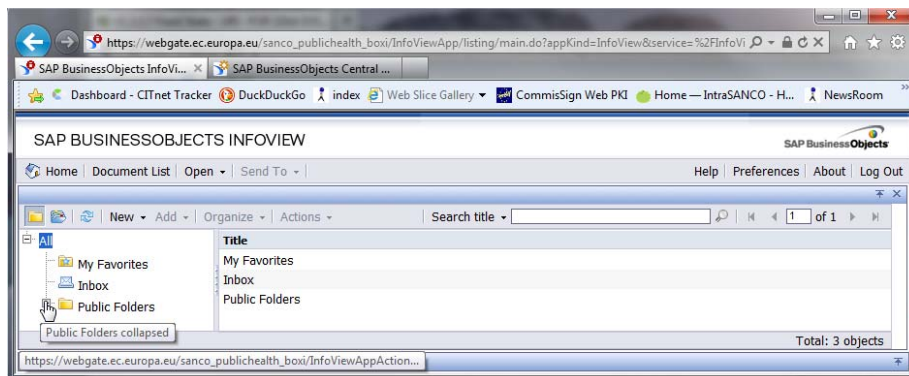 https://webgate.ec.europa.eu/sanco_publichealth_boxi/InfoViewApp/listing/main.do?appKind=InfoView&service=%2FInfoVi
SAP BusinessObjects InfoVi... SAP BusinessObjects Central ...
Dashboard - CITnet Tracker DuckDuckGo index Web Slice Gallery CommisSign Web PKI Home — IntraSANCO - H... NewsRoom
SAP BUSINESSOBJECTS INFOVIEW SAP BusinessObjects
Home Document List Open Send To Help Preferences About Log Out
New Add Organize Actions Search title 1 of 1
All Title
My Favorites My Favorites
Inbox Inbox
Public Folders Public Folders
Public Folders collapsed
Total: 3 objects
https://webgate.ec.europa.eu/sanco_publichealth_boxi/InfoViewAppAction...